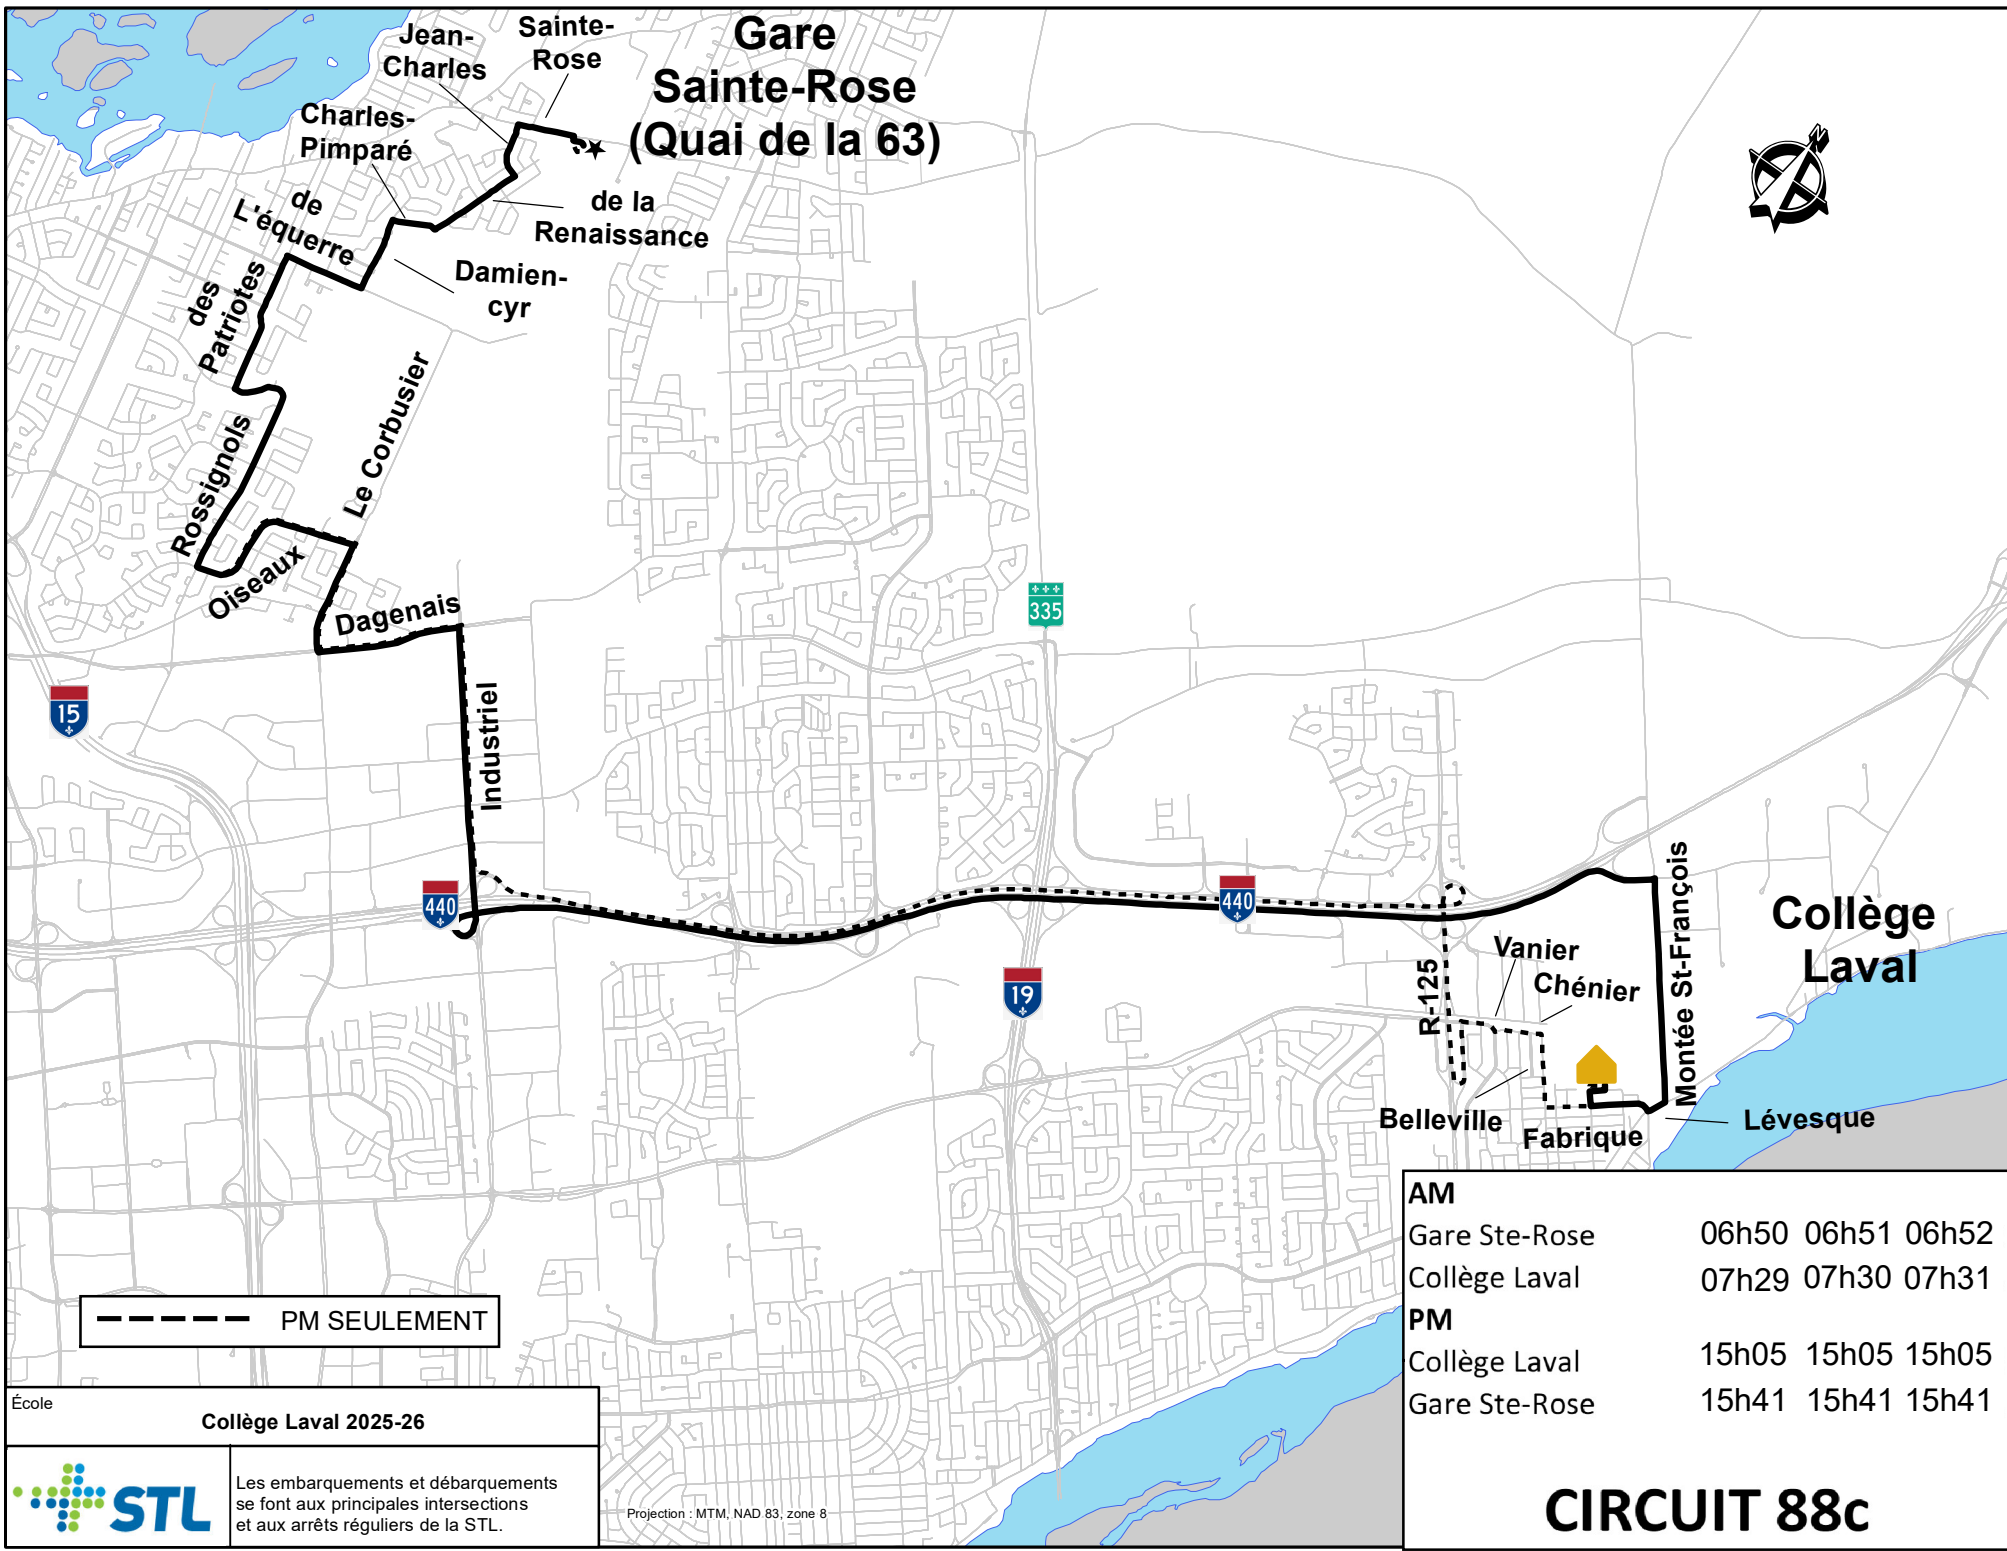 Jean-
Charles
Sainte-
Rose
Gare
Sainte-Rose
(Quai de la 63)
Charles-
Pimparé
N
de
L'équerre
de la
Renaissance
des
Patriotes
Damien-
cyr
Le Corbusier
Rossignols
Oiseaux
Dagenais
335
15
Industriel
440
440
Montée St-François
Collège
Laval
19
R-125
Vanier
Chénier
Belleville
Fabrique
Lévesque
AM
Gare Ste-Rose 06h50 06h51 06h52
Collège Laval 07h29 07h30 07h31
PM
Collège Laval 15h05 15h05 15h05
Gare Ste-Rose 15h41 15h41 15h41
CIRCUIT 88c
PM SEULEMENT
École
Collège Laval 2025-26
STL
Les embarquements et débarquements
se font aux principales intersections
et aux arrêts réguliers de la STL.
Projection : MTM, NAD 83, zone 8